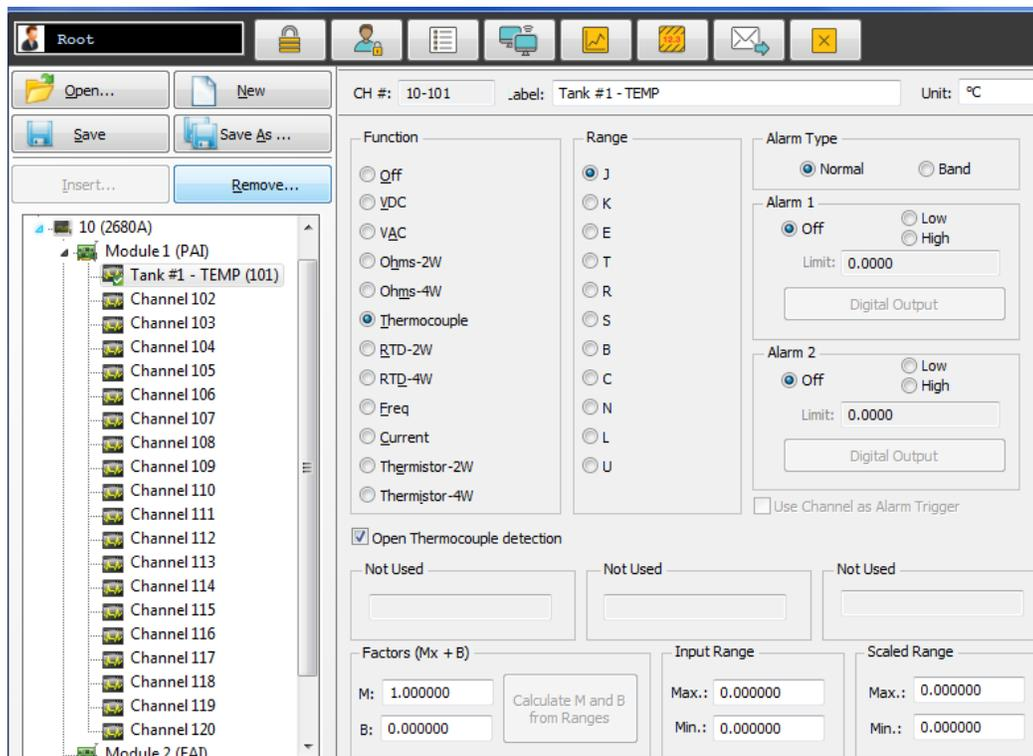 Root
12.3
Open...
New
Save
Save As ...
Insert...
Remove...
10 (2680A)
Module 1 (PAI)
Tank #1 - TEMP (101)
Channel 102
Channel 103
Channel 104
Channel 105
Channel 106
Channel 107
Channel 108
Channel 109
Channel 110
Channel 111
Channel 112
Channel 113
Channel 114
Channel 115
Channel 116
Channel 117
Channel 118
Channel 119
Channel 120
Module 2 (FAI)
CH #: 10-101 Label: Tank #1 - TEMP Unit: °C
Function
Off
VDC
VAC
Ohms-2W
Ohms-4W
Thermocouple
RTD-2W
RTD-4W
Freq
Current
Thermistor-2W
Thermistor-4W
Range
J
K
E
T
R
S
B
C
N
L
U
Alarm Type
Normal Band
Alarm 1
Off Low
High
Limit: 0.0000
Digital Output
Alarm 2
Off Low
High
Limit: 0.0000
Digital Output
Use Channel as Alarm Trigger
Open Thermocouple detection
Not Used Not Used Not Used
Factors (Mx + B)
M: 1.000000
B: 0.000000
Calculate M and B
from Ranges
Input Range
Max.: 0.000000
Min.: 0.000000
Scaled Range
Max.: 0.000000
Min.: 0.000000